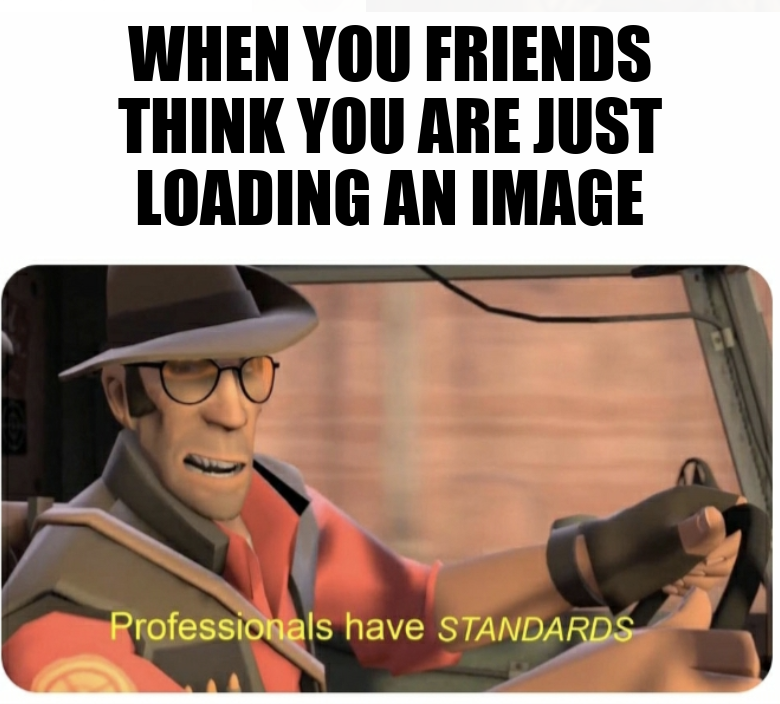 WHEN YOU FRIENDS
THINK YOU ARE JUST
LOADING AN IMAGE
Professionals have STANDARDS